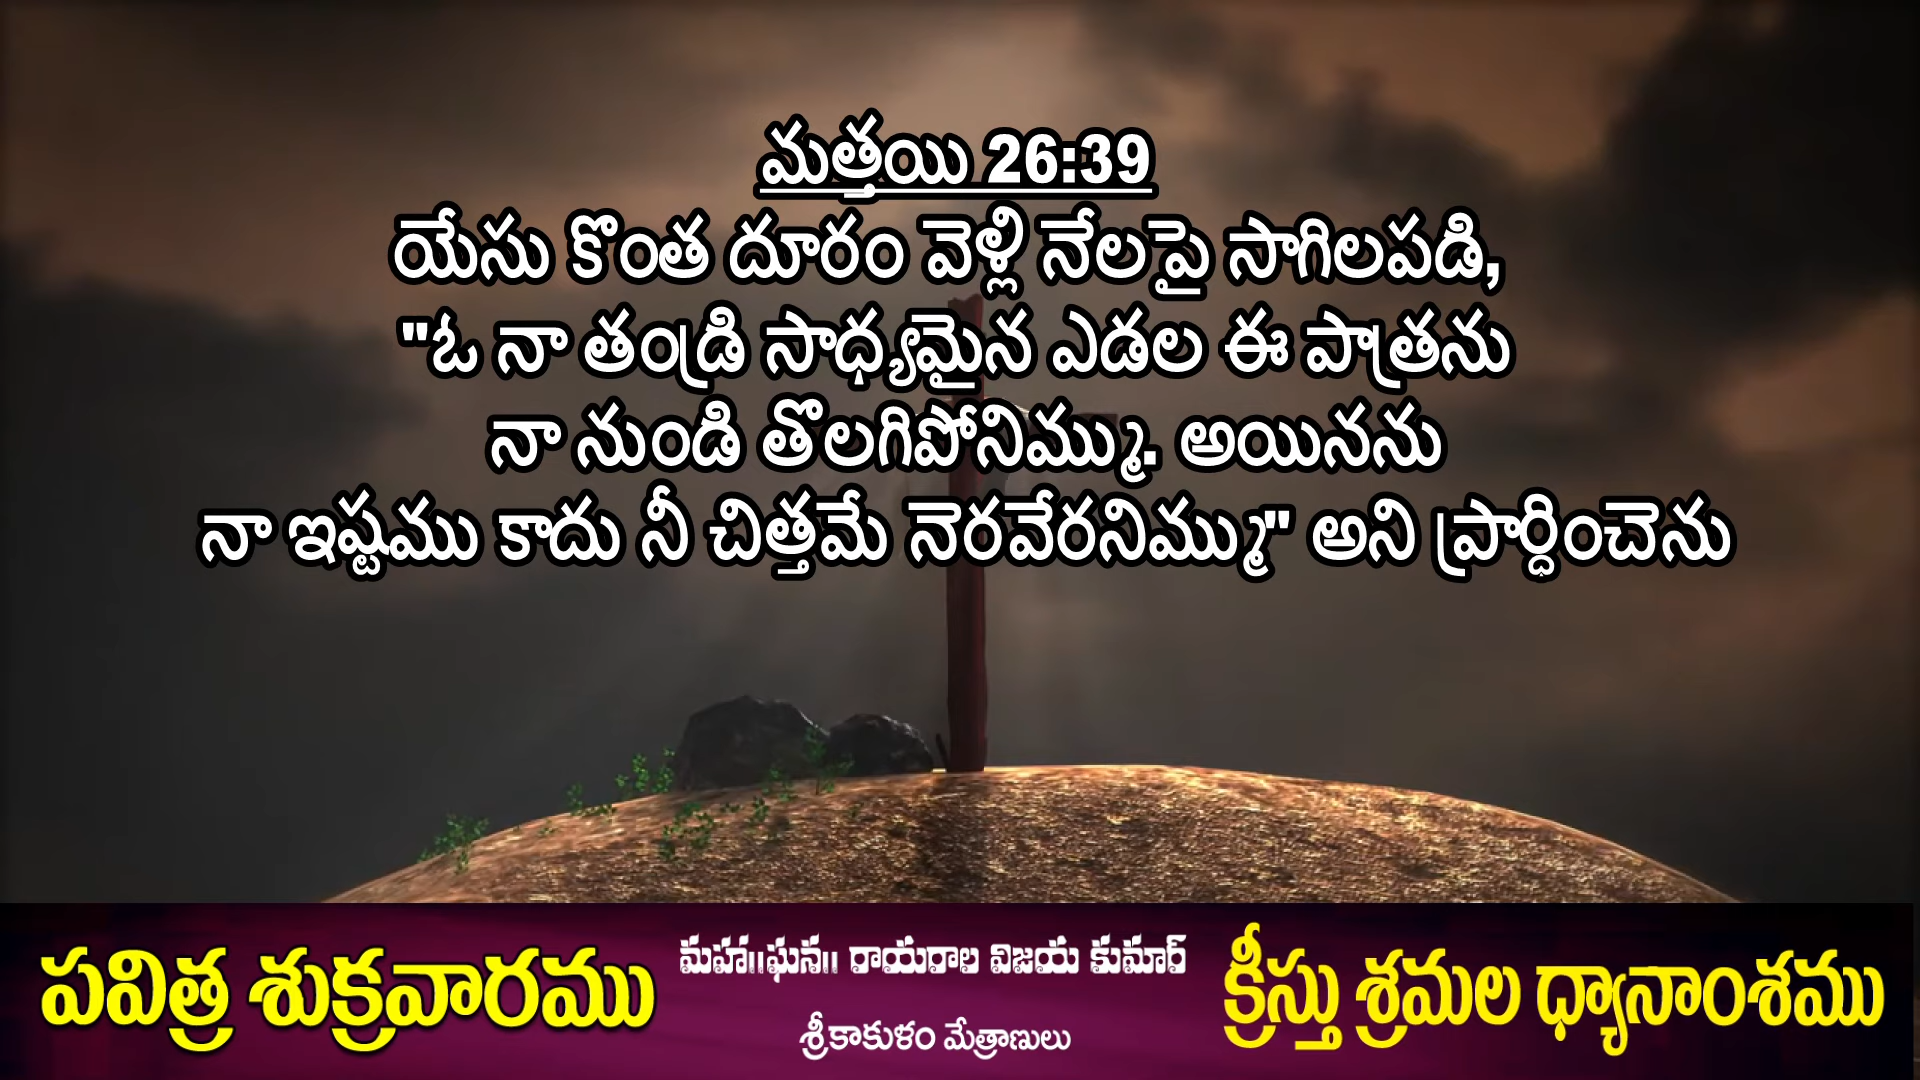 మత్తయి 26:39
యేసు కొంత దూరం వెళ్లి నేలపై సాగిలపడి,
"ఓ నా తండ్రి సాధ్యమైన ఎడల ఈ పాత్రను
నా నుండి తొలగిపోనిమ్ము. అయినను
నా ఇష్టము కాదు నీ చిత్తమే నెరవేరనిమ్ము" అని ప్రార్ధించెను
పవిత్ర శుక్రవారము
మహా॥ఘన॥ రాయరాల విజయ కుమార్
శ్రీకాకుళం మేత్రాణులు
క్రీస్తు శ్రమల ధ్యానాంశము